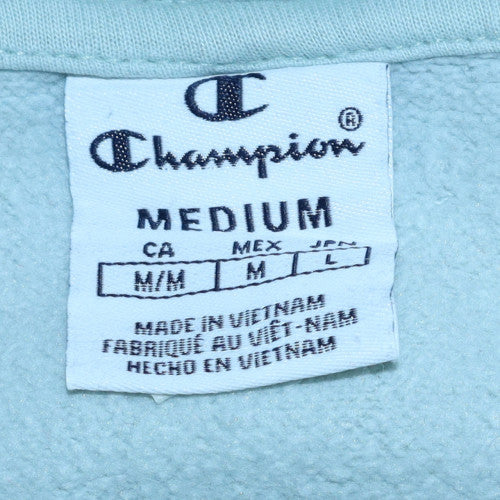 Champion®
MEDIUM
CA MEX JPN
M/M M L
MADE IN VIETNAM
FABRIQUÉ AU VIÊT-NAM
HECHO EN VIETNAM